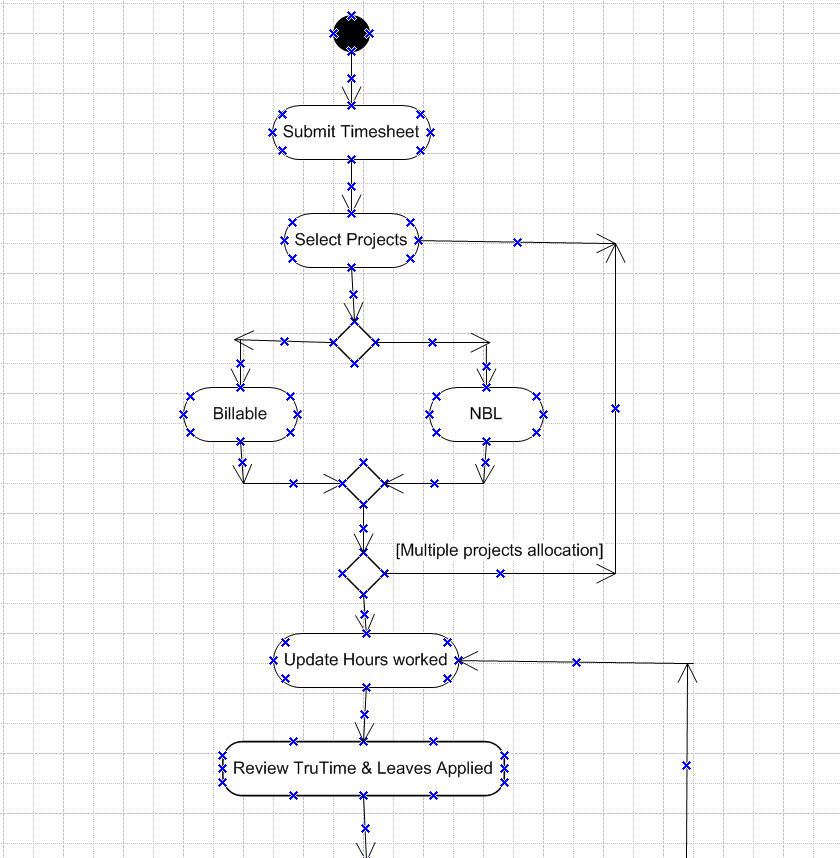 Submit Timesheet
Select Projects
Billable
NBL
[Multiple projects allocation]
Update Hours worked
Review TruTime & Leaves Applied